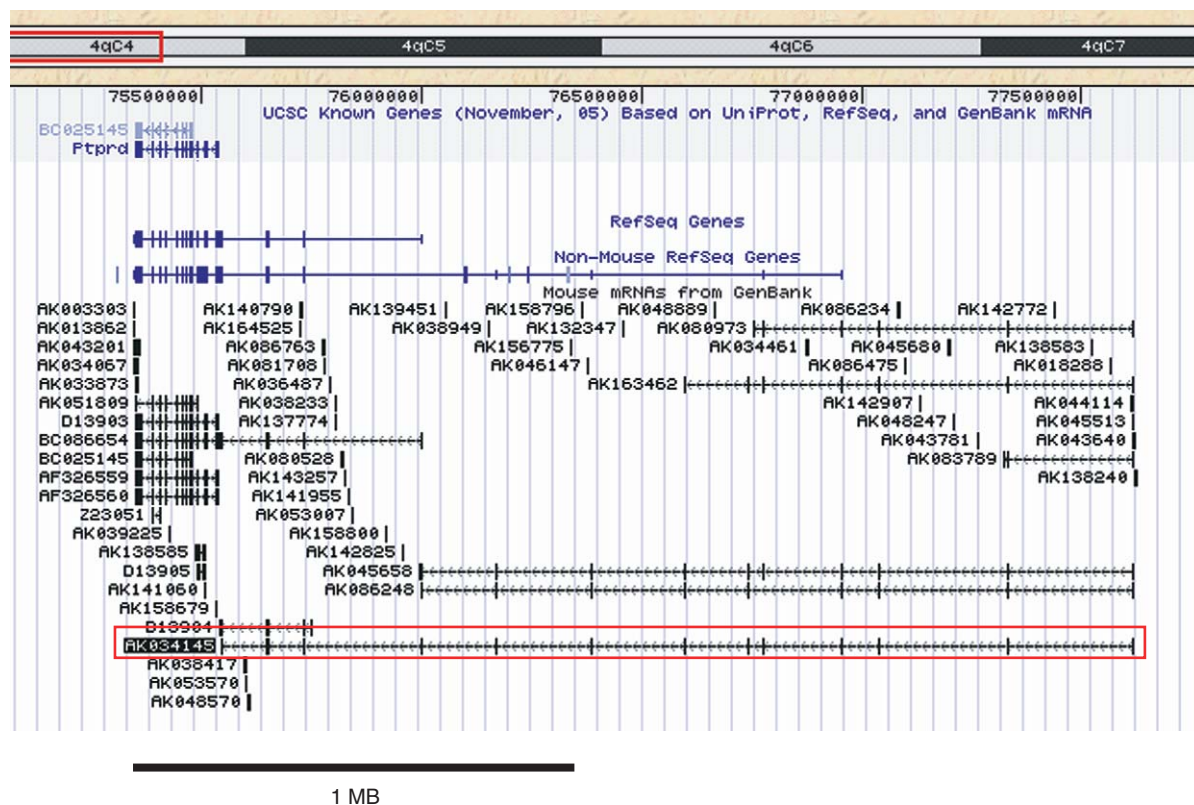 4qC4 4qC5 4qC6 4qC7
75500000| 76000000| 76500000| 77000000| 77500000|
UCSC Known Genes (November, 05) Based on UniProt, RefSeq, and GenBank mRNA
BC025145
Ptprd
RefSeq Genes
Non-Mouse RefSeq Genes
Mouse mRNAs from GenBank
AK003303 AK140790 AK139451 AK158796 AK048889 AK086234 AK142772
AK013862 AK164525 AK038949 AK132347 AK080973
AK043201 AK086763 AK156775 AK034461 AK045680 AK138583
AK034067 AK081708 AK046147 AK086475 AK018288
AK033873 AK036487 AK163462
AK051809 AK038233 AK142907 AK044114
D13903 AK137774 AK048247 AK045513
BC086654 AK043781 AK043640
BC025145 AK080528 AK083789
AF326559 AK143257 AK138240
AF326560 AK141955
Z23051 AK053007
AK039225 AK158800
AK138585 AK142825
D13905 AK045658
AK141060 AK086248
AK158679
D13904
AK034145
AK038417
AK053570
AK048570
1 MB